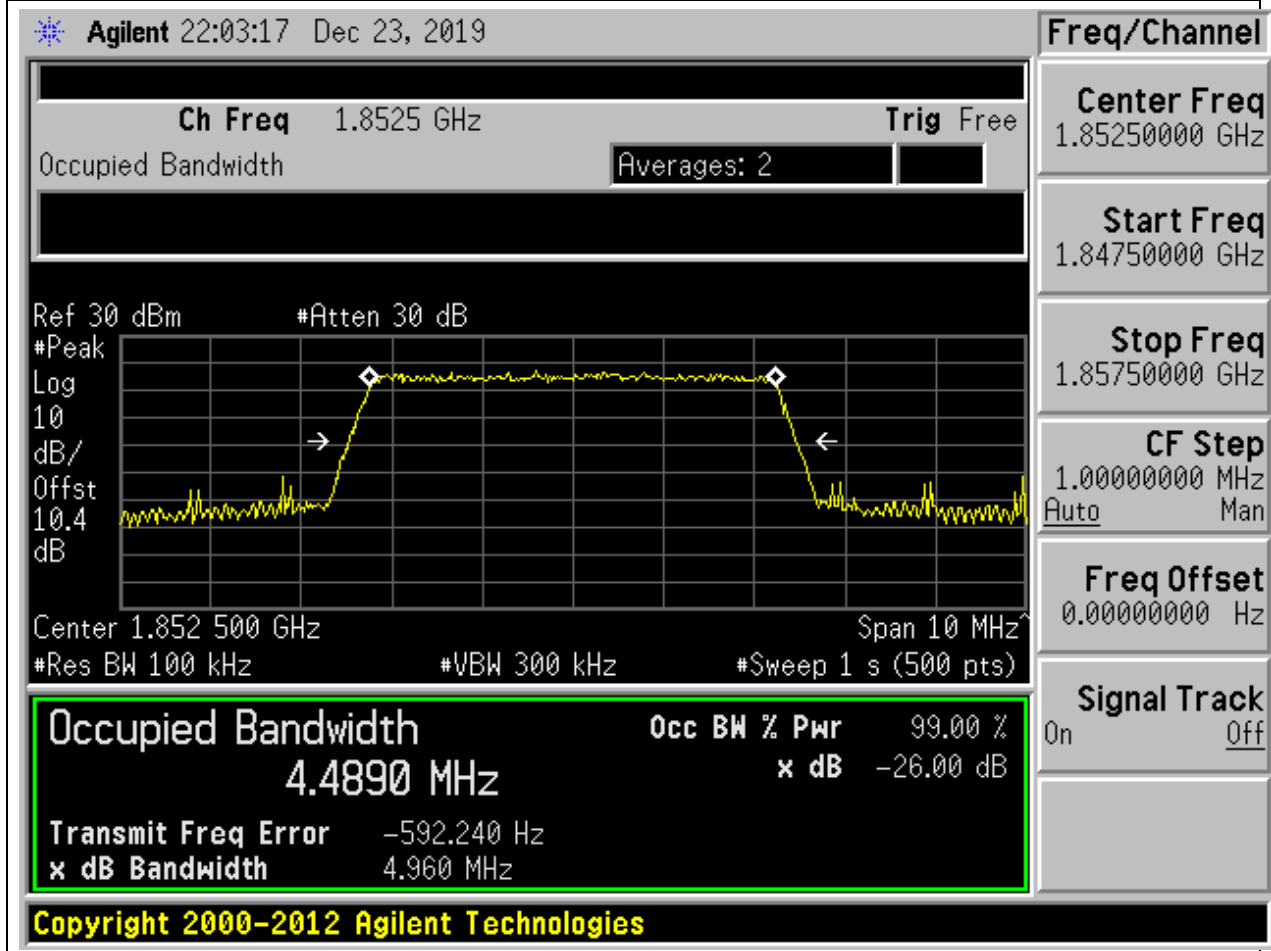 Agilent 22:03:17 Dec 23, 2019
Ch Freq 1.8525 GHz Trig Free
Occupied Bandwidth Averages: 2
Ref 30 dBm #Atten 30 dB
#Peak
Log
10
dB/
Offst
10.4
dB
Center 1.852 500 GHz Span 10 MHz^
#Res BW 100 kHz #VBW 300 kHz #Sweep 1 s (500 pts)
Occupied Bandwidth Occ BW % Pwr 99.00 %
4.4890 MHz x dB -26.00 dB
Transmit Freq Error -592.240 Hz
x dB Bandwidth 4.960 MHz
Copyright 2000-2012 Agilent Technologies
Freq/Channel
Center Freq
1.85250000 GHz
Start Freq
1.84750000 GHz
Stop Freq
1.85750000 GHz
CF Step
1.00000000 MHz
Auto Man
Freq Offset
0.00000000 Hz
Signal Track
On Off